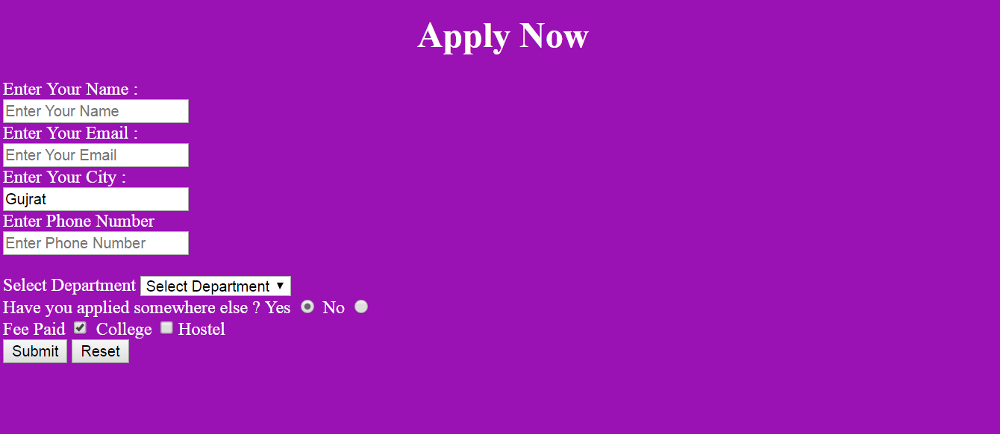 Apply Now
Enter Your Name :
Enter Your Name
Enter Your Email :
Enter Your Email
Enter Your City :
Gujrat
Enter Phone Number
Enter Phone Number
Select Department Select Department
Have you applied somewhere else ? Yes No
Fee Paid College Hostel
Submit Reset